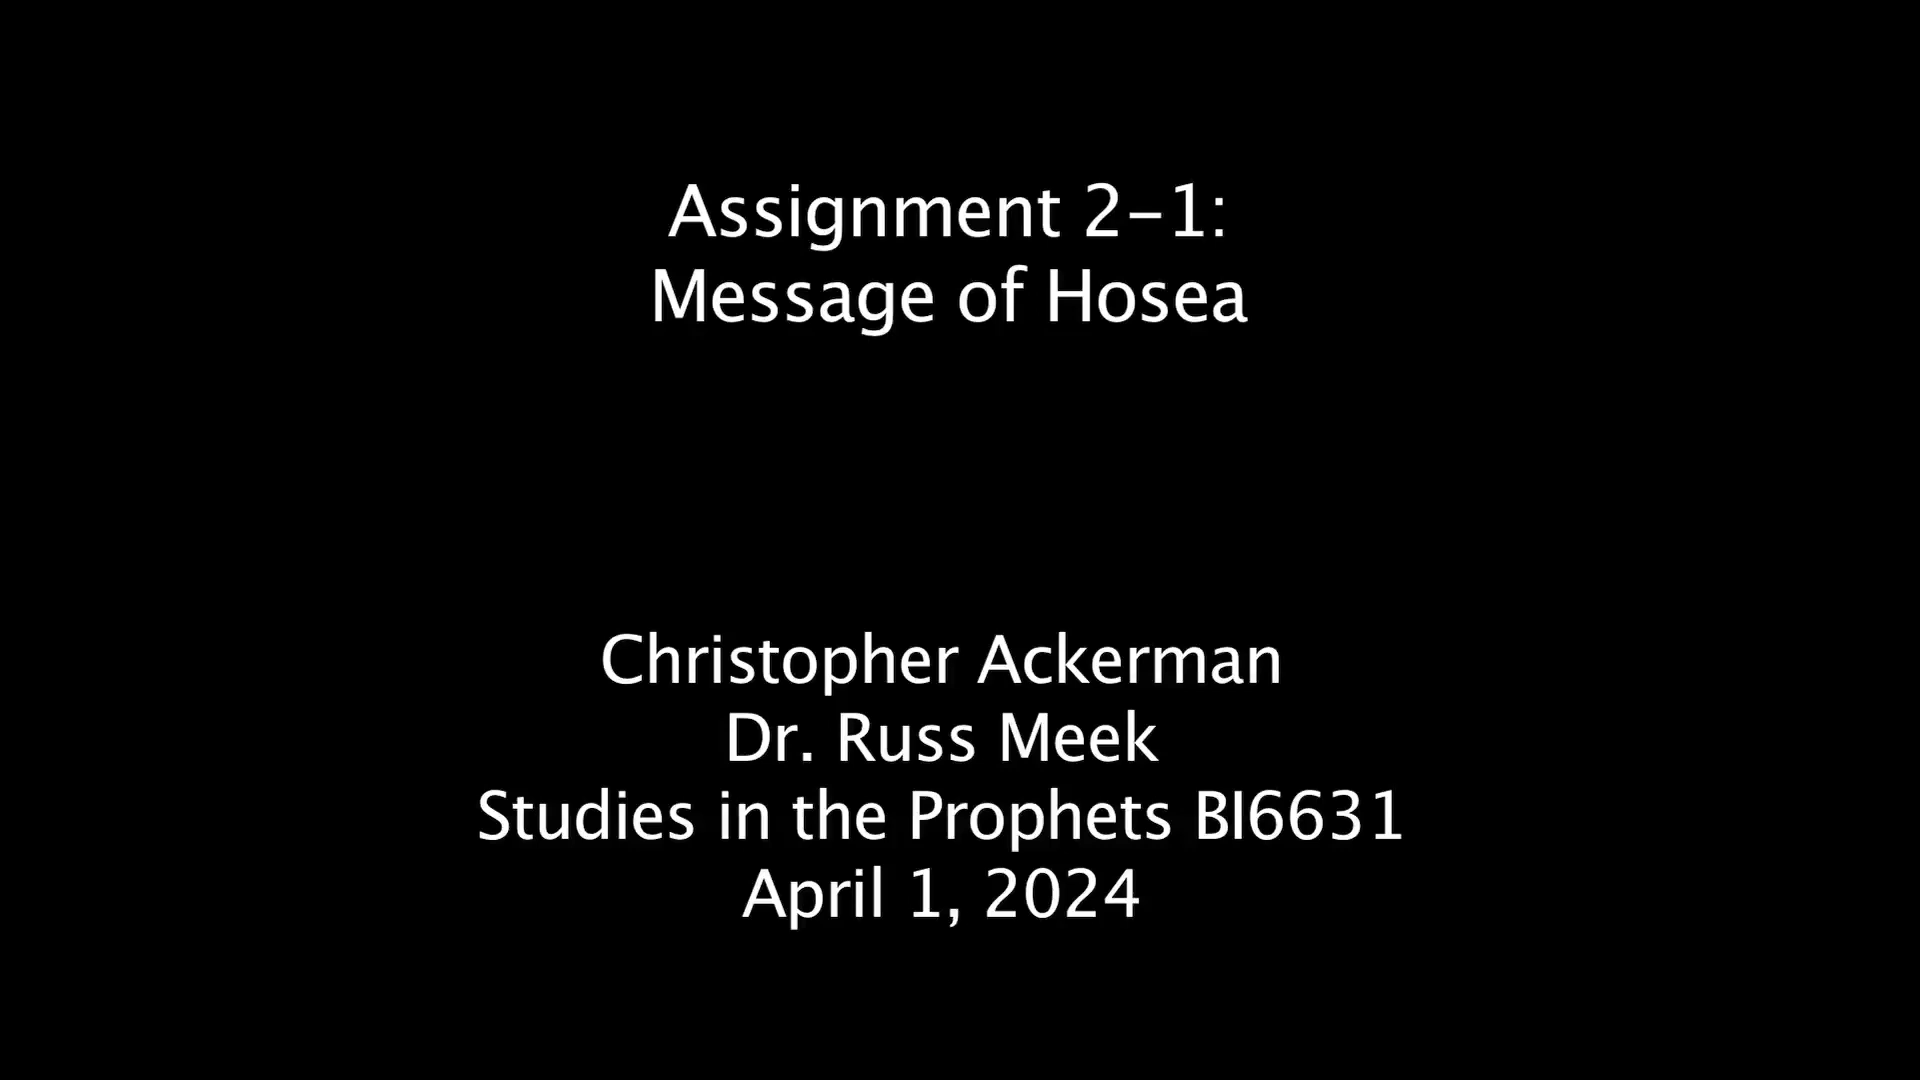 Assignment 2-1:
Message of Hosea
Christopher Ackerman
Dr. Russ Meek
Studies in the Prophets BI6631
April 1, 2024